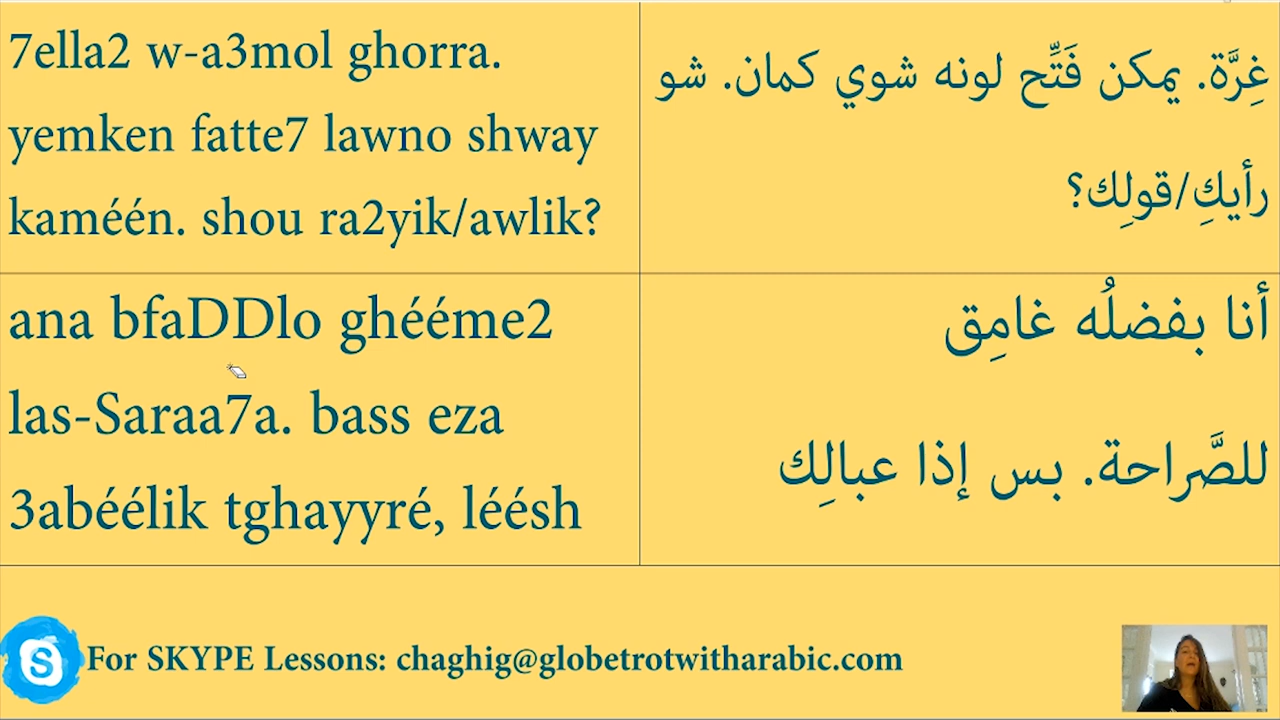 7ella2 w-a3mol ghorra.
yemken fatte7 lawno shway
kaméén. shou ra2yik/awlik?
غِرَّة. يمكن فَتِّح لونه شوي كمان. شو
رأيكِ/قولِك؟
ana bfaDDlo ghééme2
las-Saraa7a. bass eza
3abéélik tghayyré, léésh
أنا بفضلُه غامِق
للصَّراحة. بس إذا عبالِك
For SKYPE Lessons: chaghig@globetrotwitharabic.com